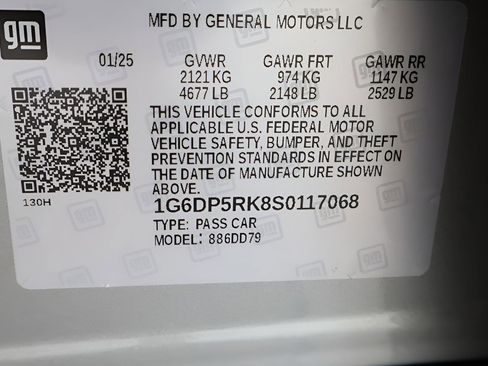 gm
MFD BY GENERAL MOTORS LLC
01/25 GVWR GAWR FRT GAWR RR
2121 KG 974 KG 1147 KG
4677 LB 2148 LB 2529 LB
THIS VEHICLE CONFORMS TO ALL
APPLICABLE U.S. FEDERAL MOTOR
VEHICLE SAFETY, BUMPER, AND THEFT
PREVENTION STANDARDS IN EFFECT ON
THE DATE OF MANUFACTURE SHOWN
ABOVE.
130H
1G6DP5RK8S0117068
TYPE: PASS CAR
MODEL: 886DD79